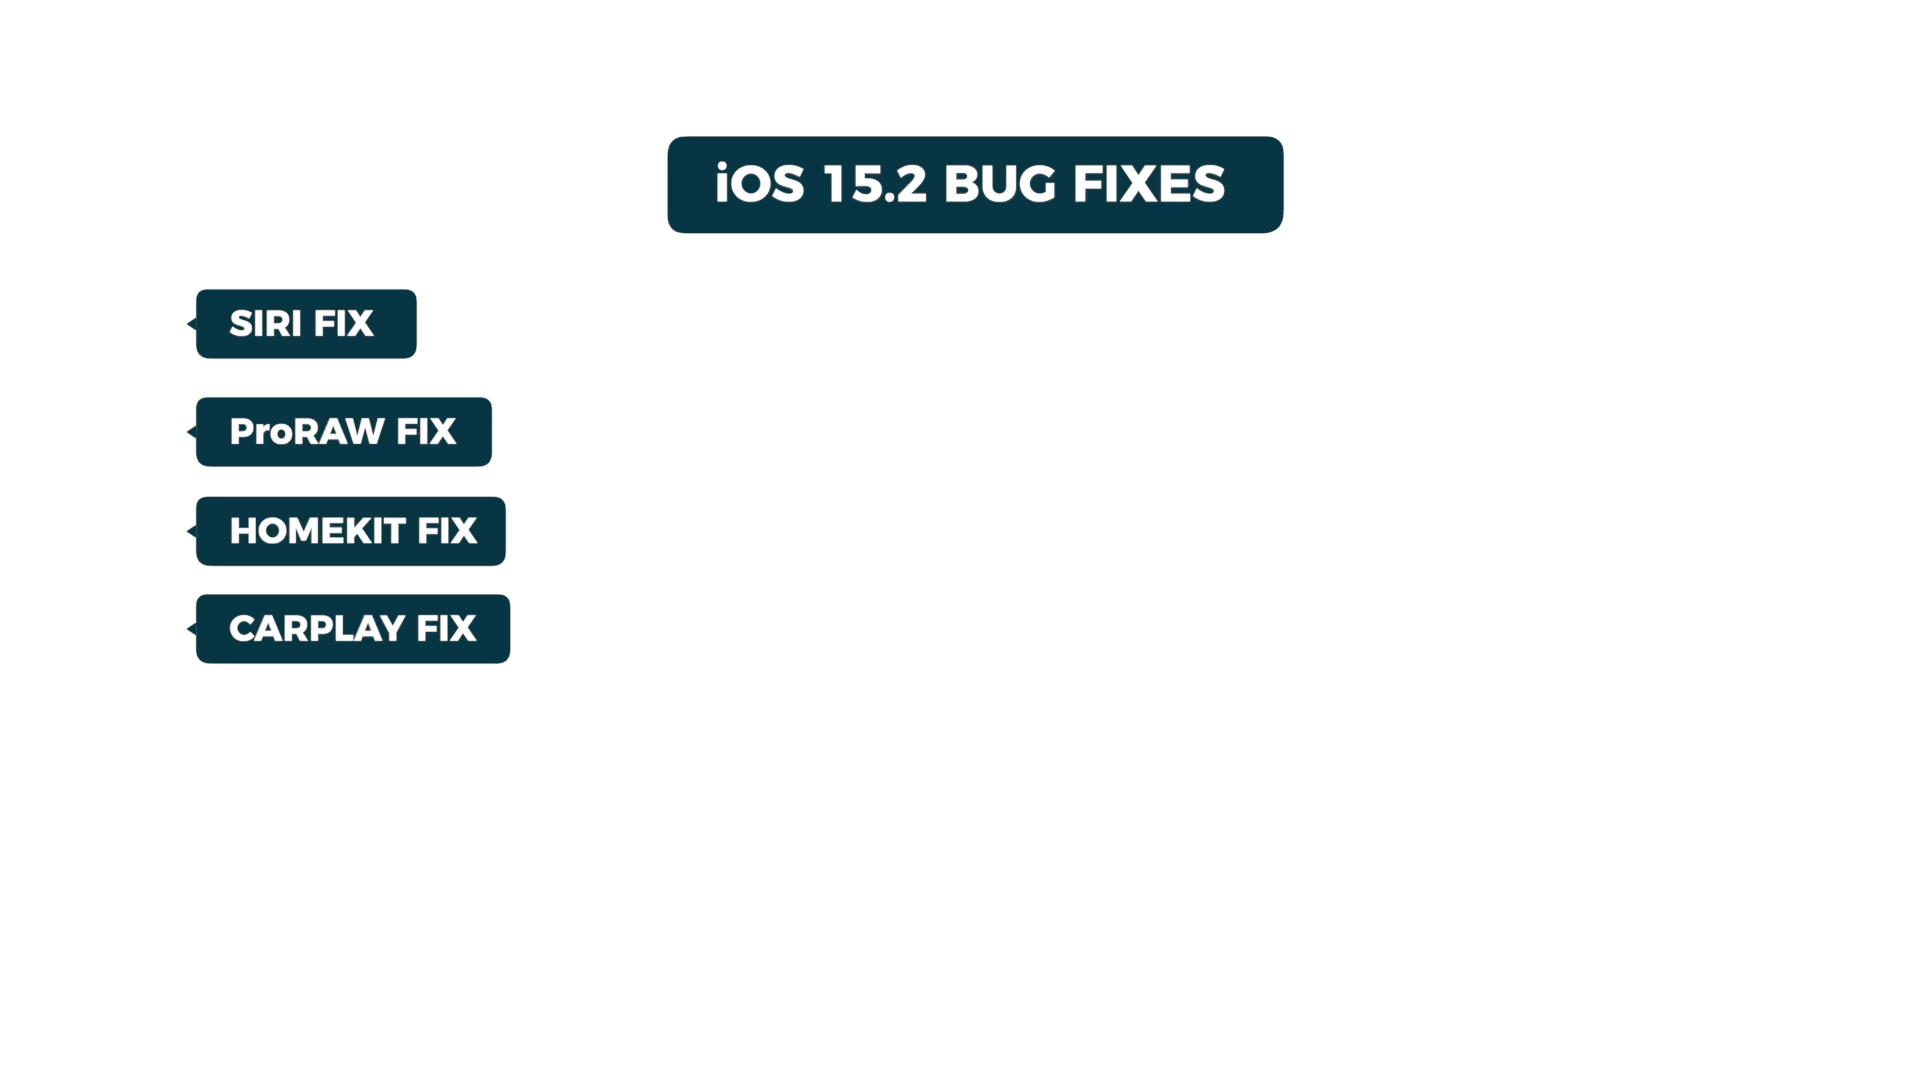 iOS 15.2 BUG FIXES
SIRI FIX
ProRAW FIX
HOMEKIT FIX
CARPLAY FIX